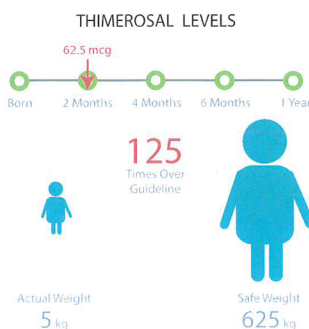 THIMEROSAL LEVELS
62.5 mcg
Born 2 Months 4 Months 6 Months 1 Year
125
Times Over
Guideline
Actual Weight
5 kg
Safe Weight
625 kg